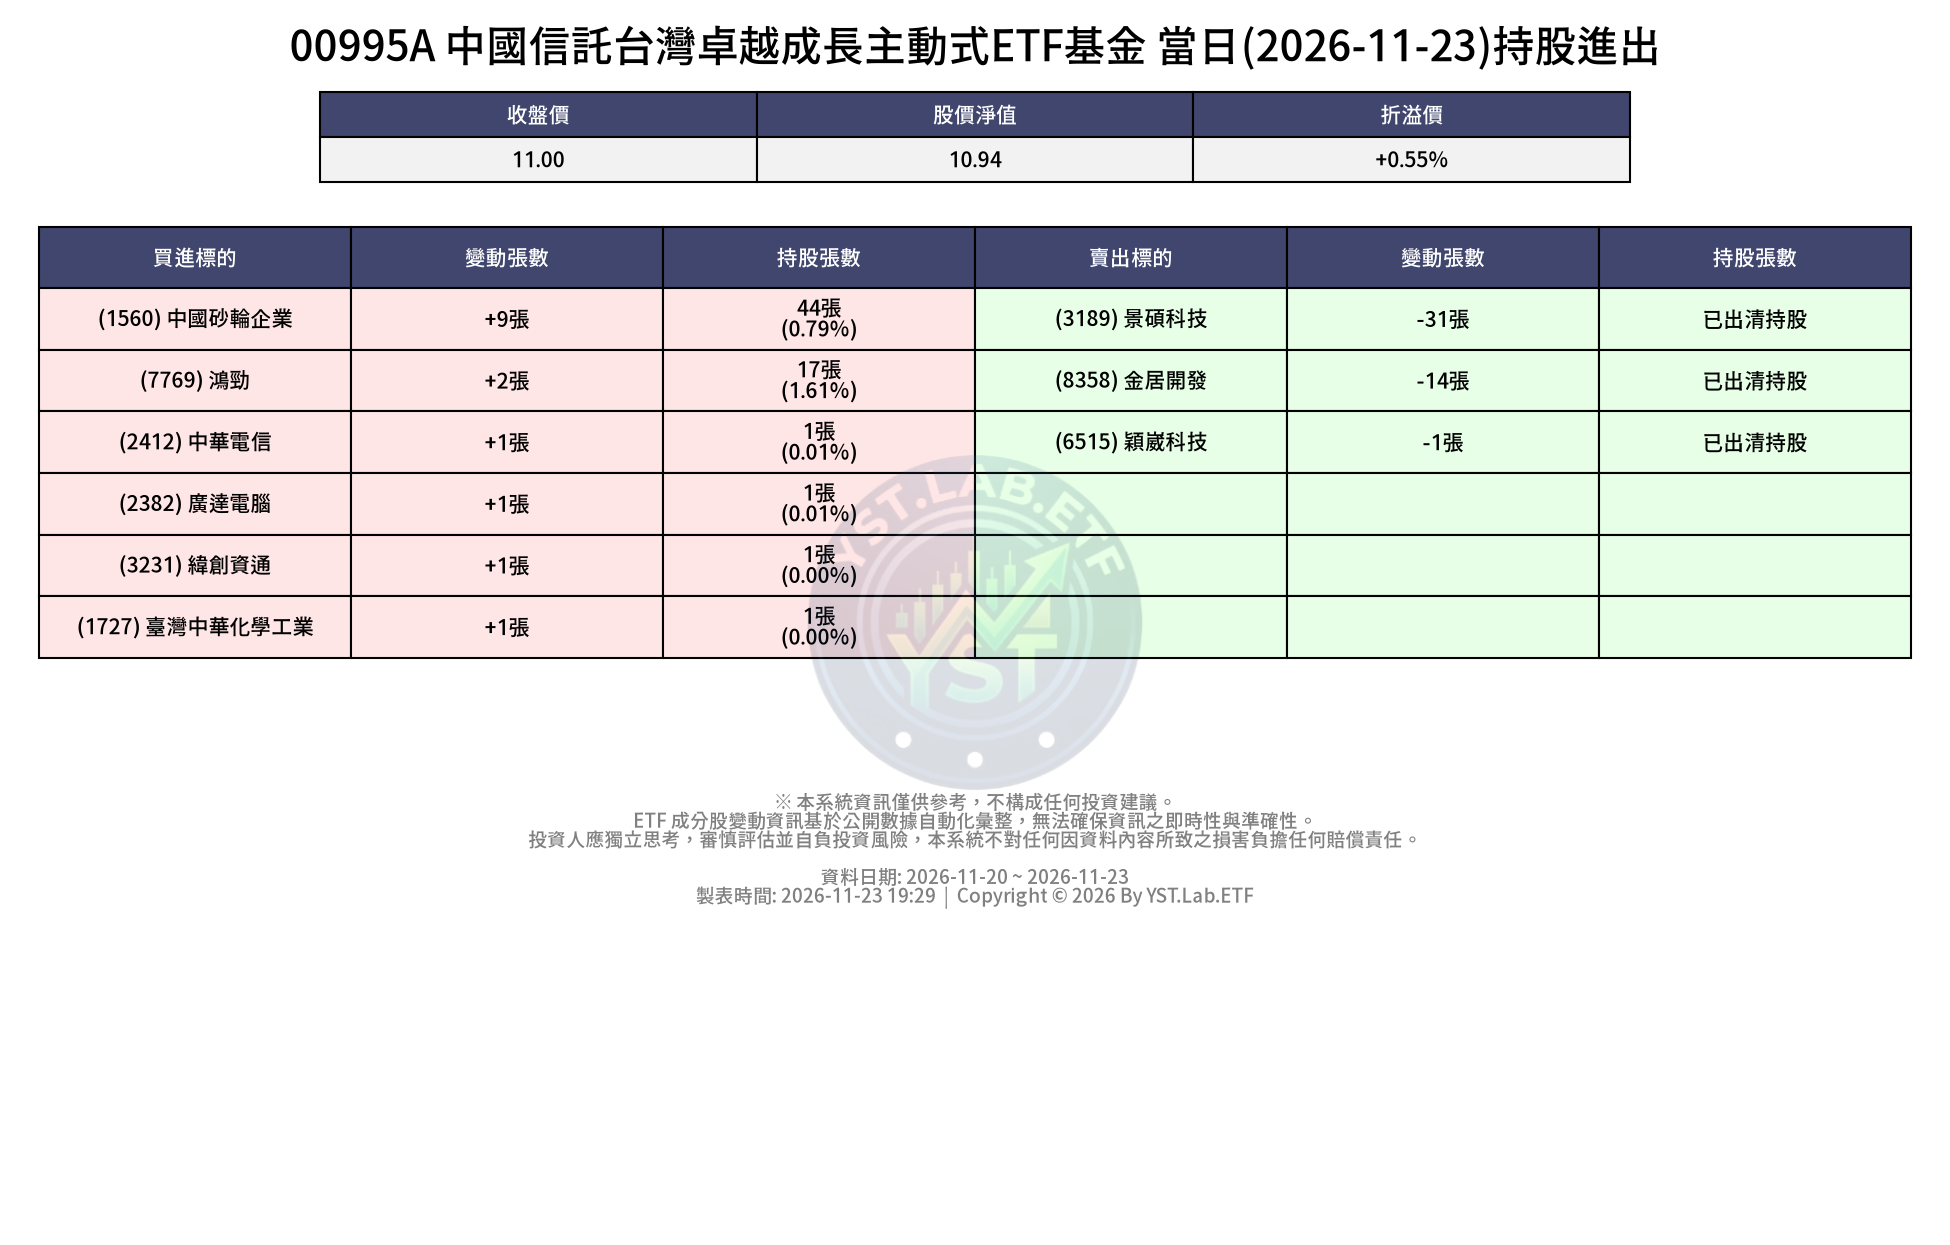 00995A 中國信託台灣卓越成長主動式ETF基金 當日(2026-11-23)持股進出
收盤價 股價淨值 折溢價
11.00 10.94 +0.55%
買進標的 變動張數 持股張數 賣出標的 變動張數 持股張數
(1560) 中國砂輪企業 +9張 44張 (0.79%) (3189) 景碩科技 -31張 已出清持股
(7769) 鴻勁 +2張 17張 (1.61%) (8358) 金居開發 -14張 已出清持股
(2412) 中華電信 +1張 1張 (0.01%) (6515) 穎崴科技 -1張 已出清持股
(2382) 廣達電腦 +1張 1張 (0.01%)
(3231) 緯創資通 +1張 1張 (0.00%)
(1727) 臺灣中華化學工業 +1張 1張 (0.00%)
YST.LAB.ETF
YST
※ 本系統資訊僅供參考，不構成任何投資建議。
ETF 成分股變動資訊基於公開數據自動化彙整，無法確保資訊之即時性與準確性。
投資人應獨立思考，審慎評估並自負投資風險，本系統不對任何因資料內容所致之損害負擔任何賠償責任。
資料日期: 2026-11-20 ~ 2026-11-23
製表時間: 2026-11-23 19:29 | Copyright © 2026 By YST.Lab.ETF